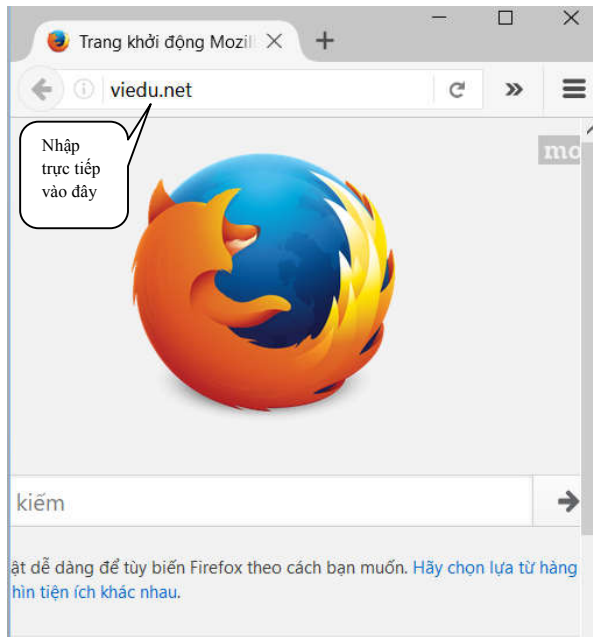 Trang khởi động Mozil
viedu.net
Nhập
trực tiếp
vào đây
mo
kiếm
ật dễ dàng để tùy biến Firefox theo cách bạn muốn. Hãy chọn lựa từ hàng
hìn tiện ích khác nhau.